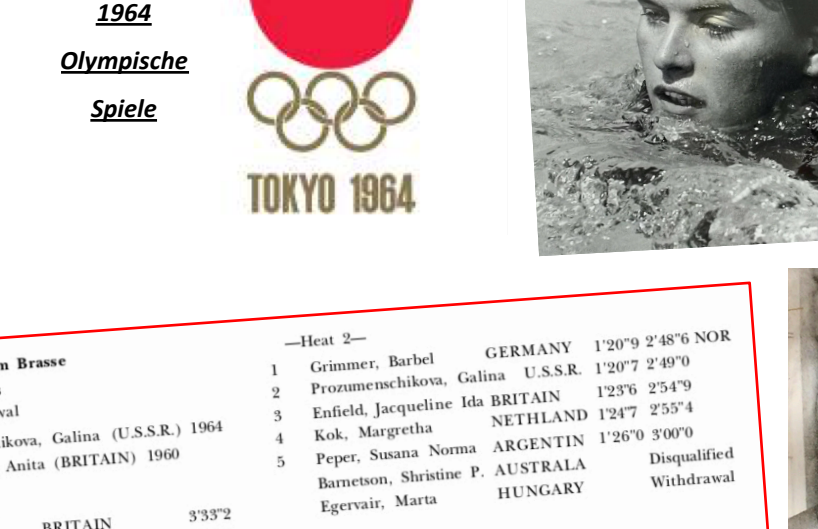 1964
Olympische
Spiele
TOKYO 1964
Brasse
Galina (U.S.S.R.) 1964
Anita (BRITAIN) 1960
BRITAIN 3'33"2
—Heat 2—
1 Grimmer, Barbel GERMANY 1'20"9 2'48"6 NOR
2 Prozumenschikova, Galina U.S.S.R. 1'20"7 2'49"0
3 Enfield, Jacqueline Ida BRITAIN 1'23"6 2'54"9
4 Kok, Margretha NETHLAND 1'24"7 2'55"4
5 Peper, Susana Norma ARGENTIN 1'26"0 3'00"0
Barnetson, Shristine P. AUSTRALA Disqualified
Egervair, Marta HUNGARY Withdrawal